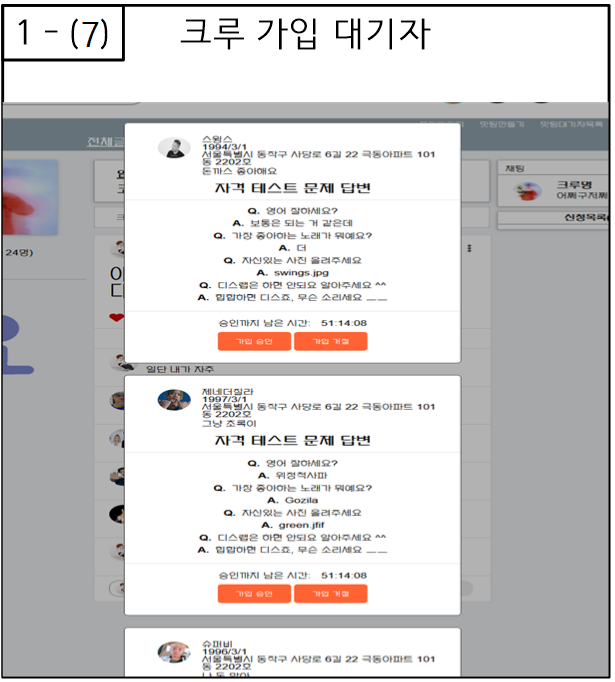 1 - (7)
크루 가입 대기자
맛팀만들기 맛팀대기자목록
전체글
채팅
크루명
어쩌구저쩌
신청목록
24명)
스윙스
1994/3/1
서울특별시 동작구 사당로 6길 22 극동아파트 101
동 2202호
돈까스 좋아해요
자격 테스트 문제 답변
Q. 영어 잘하세요?
A. 보통은 되는 거 같은데
Q. 가장 좋아하는 노래가 뭐예요?
A. 더
Q. 자신있는 사진 올려주세요
A. swings.jpg
Q. 디스랩은 하면 안되요 알아주세요 ^^
A. 힙합하면 디스죠, 무슨 소리세요 ㅡㅡ
승인까지 남은 시간: 51:14:08
가입 승인 가입 거절
일단 내가 자주
제네더질라
1997/3/1
서울특별시 동작구 사당로 6길 22 극동아파트 101
동 2202호
그냥 초록이
자격 테스트 문제 답변
Q. 영어 잘하세요?
A. 위정척사파
Q. 가장 좋아하는 노래가 뭐예요?
A. Gozila
Q. 자신있는 사진 올려주세요
A. green.jfif
Q. 디스랩은 하면 안되요 알아주세요 ^^
A. 힙합하면 디스죠, 무슨 소리세요 ㅡㅡ
승인까지 남은 시간: 51:14:08
가입 승인 가입 거절
슈퍼비
1996/3/1
서울특별시 동작구 사당로 6길 22 극동아파트 101
동 2202호